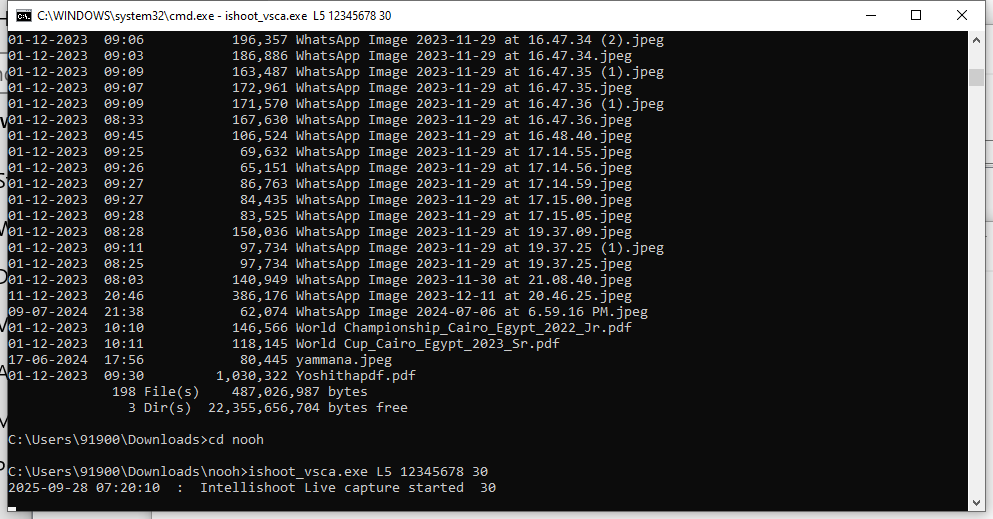 C:\WINDOWS\system32\cmd.exe - ishoot_vsca.exe L5 12345678 30
01-12-2023  09:06           196,357 WhatsApp Image 2023-11-29 at 16.47.34 (2).jpeg
01-12-2023  09:03           186,886 WhatsApp Image 2023-11-29 at 16.47.34.jpeg
01-12-2023  09:09           163,487 WhatsApp Image 2023-11-29 at 16.47.35 (1).jpeg
01-12-2023  09:07           172,961 WhatsApp Image 2023-11-29 at 16.47.35.jpeg
01-12-2023  09:09           171,570 WhatsApp Image 2023-11-29 at 16.47.36 (1).jpeg
01-12-2023  08:33           167,630 WhatsApp Image 2023-11-29 at 16.47.36.jpeg
01-12-2023  09:45           106,524 WhatsApp Image 2023-11-29 at 16.48.40.jpeg
01-12-2023  09:25            69,632 WhatsApp Image 2023-11-29 at 17.14.55.jpeg
01-12-2023  09:26            65,151 WhatsApp Image 2023-11-29 at 17.14.56.jpeg
01-12-2023  09:27            86,763 WhatsApp Image 2023-11-29 at 17.14.59.jpeg
01-12-2023  09:27            84,435 WhatsApp Image 2023-11-29 at 17.15.00.jpeg
01-12-2023  09:28            83,525 WhatsApp Image 2023-11-29 at 17.15.05.jpeg
01-12-2023  08:28           150,036 WhatsApp Image 2023-11-29 at 19.37.09.jpeg
01-12-2023  09:11            97,734 WhatsApp Image 2023-11-29 at 19.37.25 (1).jpeg
01-12-2023  08:25            97,734 WhatsApp Image 2023-11-29 at 19.37.25.jpeg
01-12-2023  08:03           140,949 WhatsApp Image 2023-11-30 at 21.08.40.jpeg
11-12-2023  20:46           386,176 WhatsApp Image 2023-12-11 at 20.46.25.jpeg
09-07-2024  21:38            62,074 WhatsApp Image 2024-07-06 at 6.59.16 PM.jpeg
01-12-2023  10:10           146,566 World Championship_Cairo_Egypt_2022_Jr.pdf
01-12-2023  10:11           118,145 World Cup_Cairo_Egypt_2023_Sr.pdf
17-06-2024  17:56            80,445 yammana.jpeg
01-12-2023  09:30         1,030,322 Yoshithapdf.pdf
198 File(s)    487,026,987 bytes
3 Dir(s)  22,355,656,704 bytes free
C:\Users\91900\Downloads>cd nooh
C:\Users\91900\Downloads\nooh>ishoot_vsca.exe L5 12345678 30
2025-09-28 07:20:10  :  Intellishoot Live capture started  30